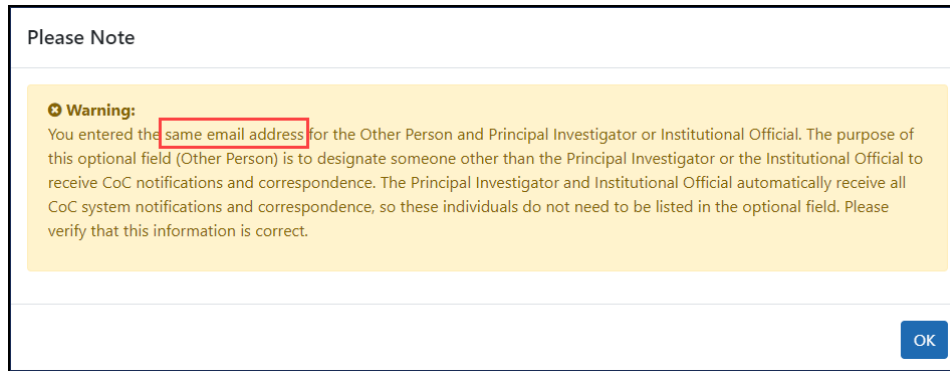 Please Note
Warning:
You entered the same email address for the Other Person and Principal Investigator or Institutional Official. The purpose of
this optional field (Other Person) is to designate someone other than the Principal Investigator or the Institutional Official to
receive CoC notifications and correspondence. The Principal Investigator and Institutional Official automatically receive all
CoC system notifications and correspondence, so these individuals do not need to be listed in the optional field. Please
verify that this information is correct.
OK